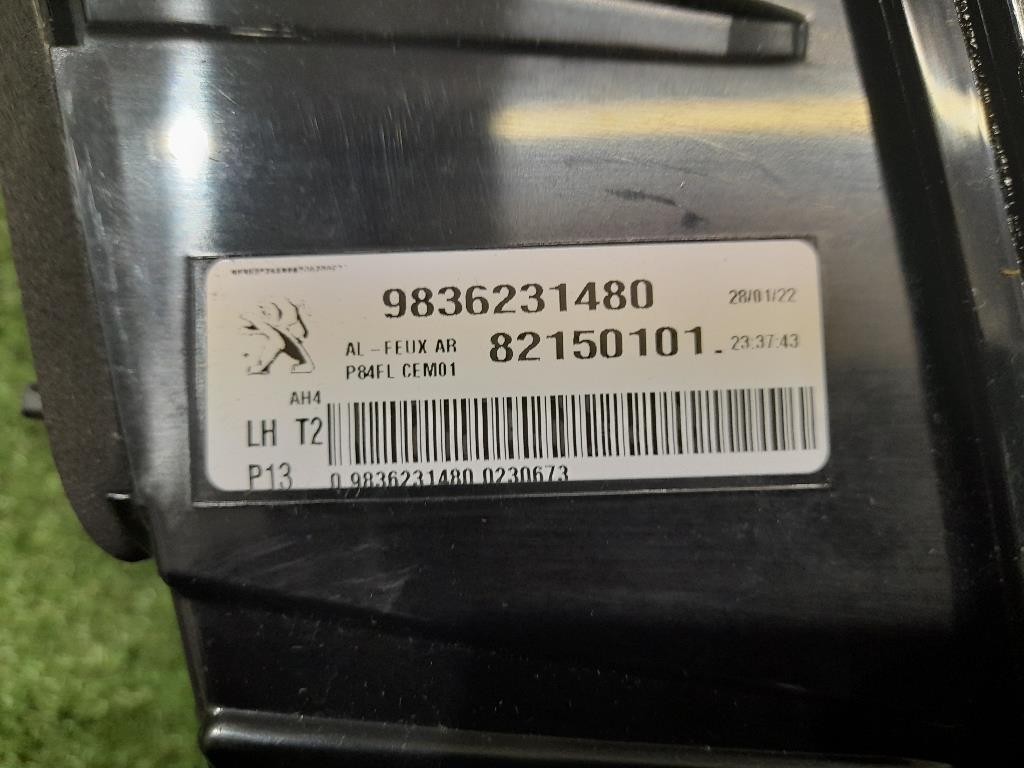 9836231480 28/01/22
AL-FEUX AR 82150101. 23:37:43
P84FL CEM01
AH4
LH T2
P13 0 9836231480 0230673